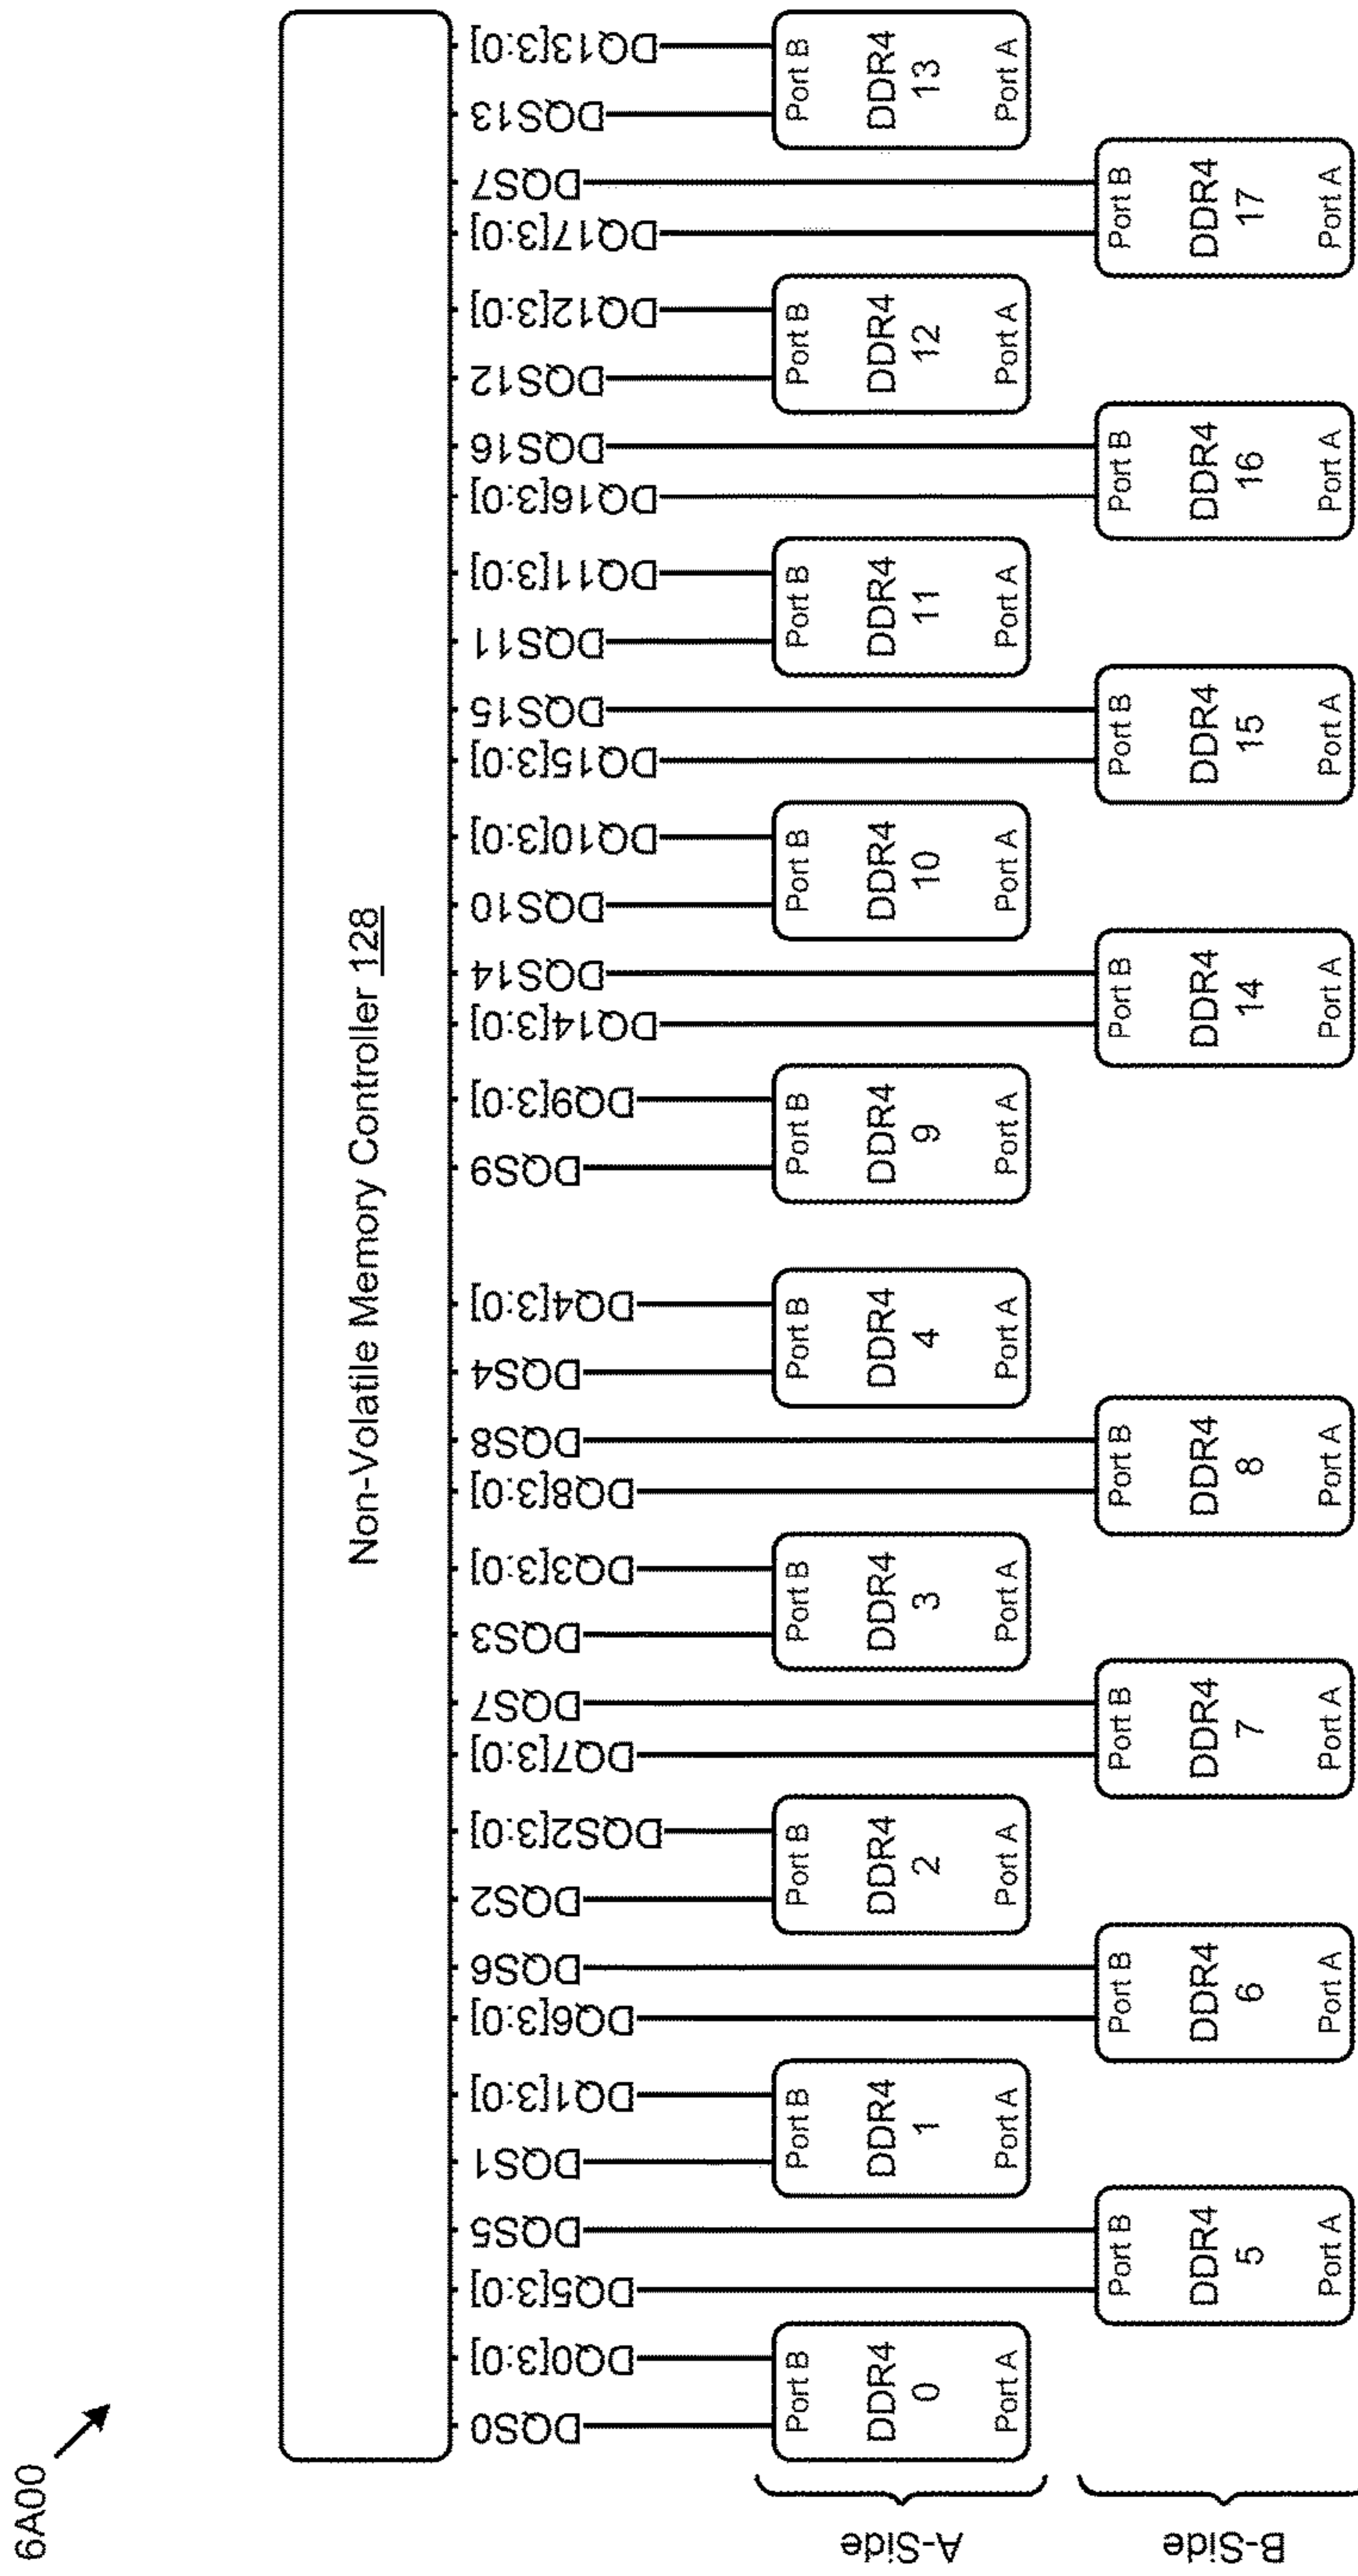 6A00
Non-Volatile Memory Controller 128
DQS0
DQ0[3:0]
DQ5[3:0]
DQS5
DQS1
DQ1[3:0]
DQ6[3:0]
DQS6
DQS2
DQS2[3:0]
DQ7[3:0]
DQS7
DQS3
DQ3[3:0]
DQ8[3:0]
DQS8
DQS4
DQ4[3:0]
DQS9
DQ9[3:0]
DQ14[3:0]
DQS14
DQS10
DQ10[3:0]
DQ15[3:0]
DQS15
DQS11
DQ11[3:0]
DQ16[3:0]
DQS16
DQS12
DQ12[3:0]
DQ17[3:0]
DQS7
DQS13
DQ13[3:0]
A-Side
Port B
DDR4
0
Port A
Port B
DDR4
1
Port A
Port B
DDR4
2
Port A
Port B
DDR4
3
Port A
Port B
DDR4
4
Port A
Port B
DDR4
9
Port A
Port B
DDR4
10
Port A
Port B
DDR4
11
Port A
Port B
DDR4
12
Port A
Port B
DDR4
13
Port A
B-Side
Port B
DDR4
5
Port A
Port B
DDR4
6
Port A
Port B
DDR4
7
Port A
Port B
DDR4
8
Port A
Port B
DDR4
14
Port A
Port B
DDR4
15
Port A
Port B
DDR4
16
Port A
Port B
DDR4
17
Port A